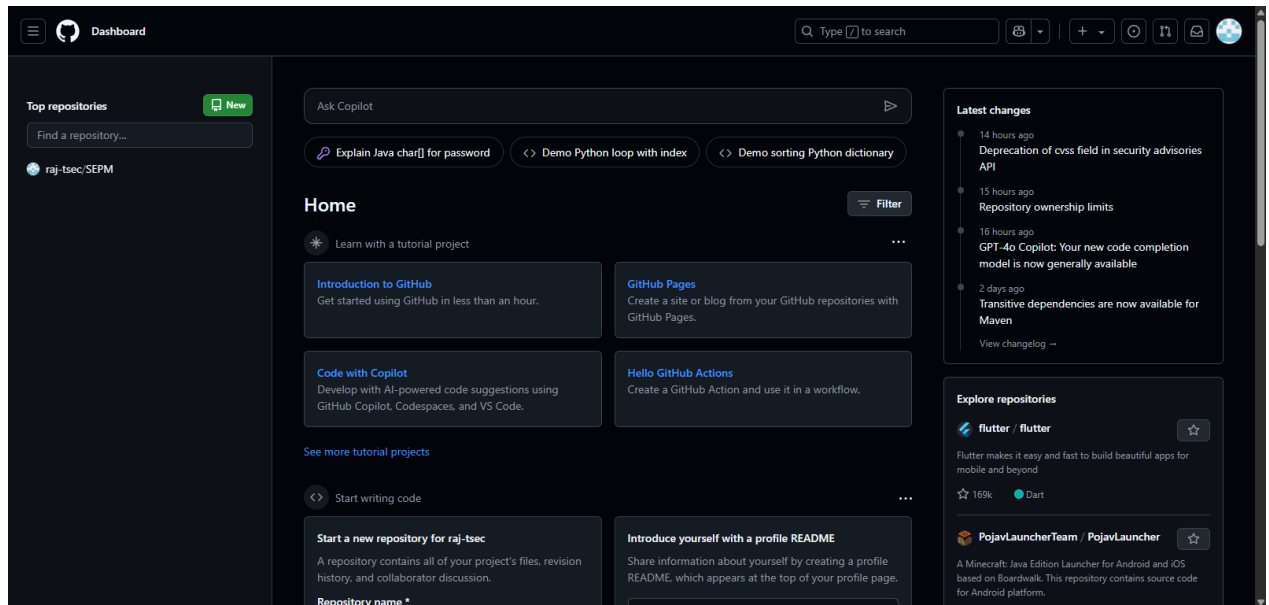 Dashboard
Type / to search
Top repositories
New
Find a repository...
raj-tsec/SEPM
Ask Copilot
Explain Java char[] for password
Demo Python loop with index
Demo sorting Python dictionary
Home
Filter
Learn with a tutorial project
Introduction to GitHub
Get started using GitHub in less than an hour.
GitHub Pages
Create a site or blog from your GitHub repositories with
GitHub Pages.
Code with Copilot
Develop with AI-powered code suggestions using
GitHub Copilot, Codespaces, and VS Code.
Hello GitHub Actions
Create a GitHub Action and use it in a workflow.
See more tutorial projects
Start writing code
Start a new repository for raj-tsec
A repository contains all of your project's files, revision
history, and collaborator discussion.
Repository name *
Introduce yourself with a profile README
Share information about yourself by creating a profile
README, which appears at the top of your profile page.
Latest changes
14 hours ago
Deprecation of cvss field in security advisories
API
15 hours ago
Repository ownership limits
16 hours ago
GPT-4o Copilot: Your new code completion
model is now generally available
2 days ago
Transitive dependencies are now available for
Maven
View changelog →
Explore repositories
flutter / flutter
Flutter makes it easy and fast to build beautiful apps for
mobile and beyond
169k
Dart
PojavLauncherTeam / PojavLauncher
A Minecraft: Java Edition Launcher for Android and iOS
based on Boardwalk. This repository contains source code
for Android platform.